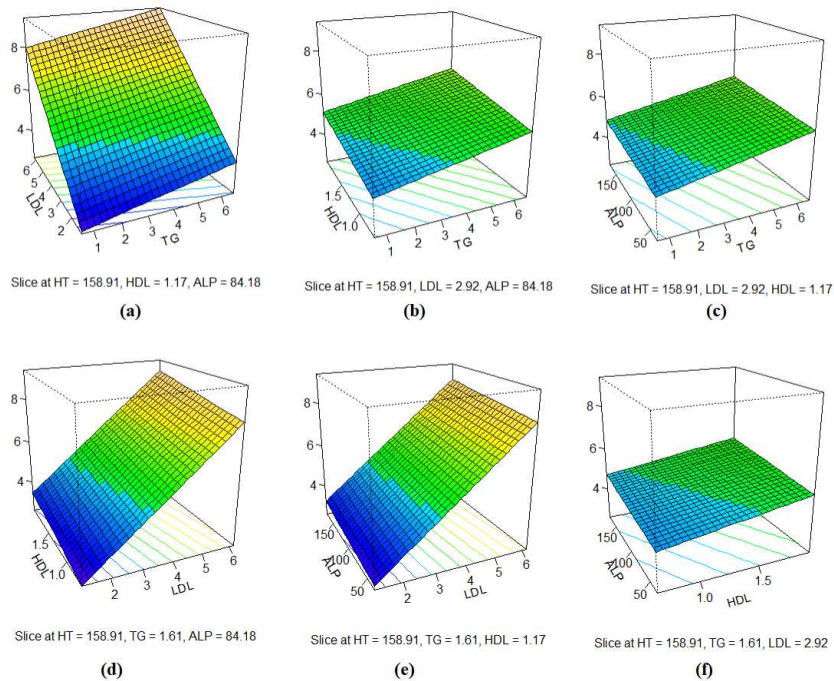 8
6
4
6
5
4
3
2
LDL
1
2
3
4
5
6
TG
Slice at HT = 158.91, HDL = 1.17, ALP = 84.18
(a)
8
6
4
1.5
1.0
HDL
1
2
3
4
5
6
TG
Slice at HT = 158.91, LDL = 2.92, ALP = 84.18
(b)
8
6
4
150
100
50
ALP
1
2
3
4
5
6
TG
Slice at HT = 158.91, LDL = 2.92, HDL = 1.17
(c)
8
6
4
1.5
1.0
HDL
2
3
4
5
6
LDL
Slice at HT = 158.91, TG = 1.61, ALP = 84.18
(d)
8
6
4
150
100
50
ALP
2
3
4
5
6
LDL
Slice at HT = 158.91, TG = 1.61, HDL = 1.17
(e)
8
6
4
150
100
50
ALP
1.0
1.5
HDL
Slice at HT = 158.91, TG = 1.61, LDL = 2.92
(f)